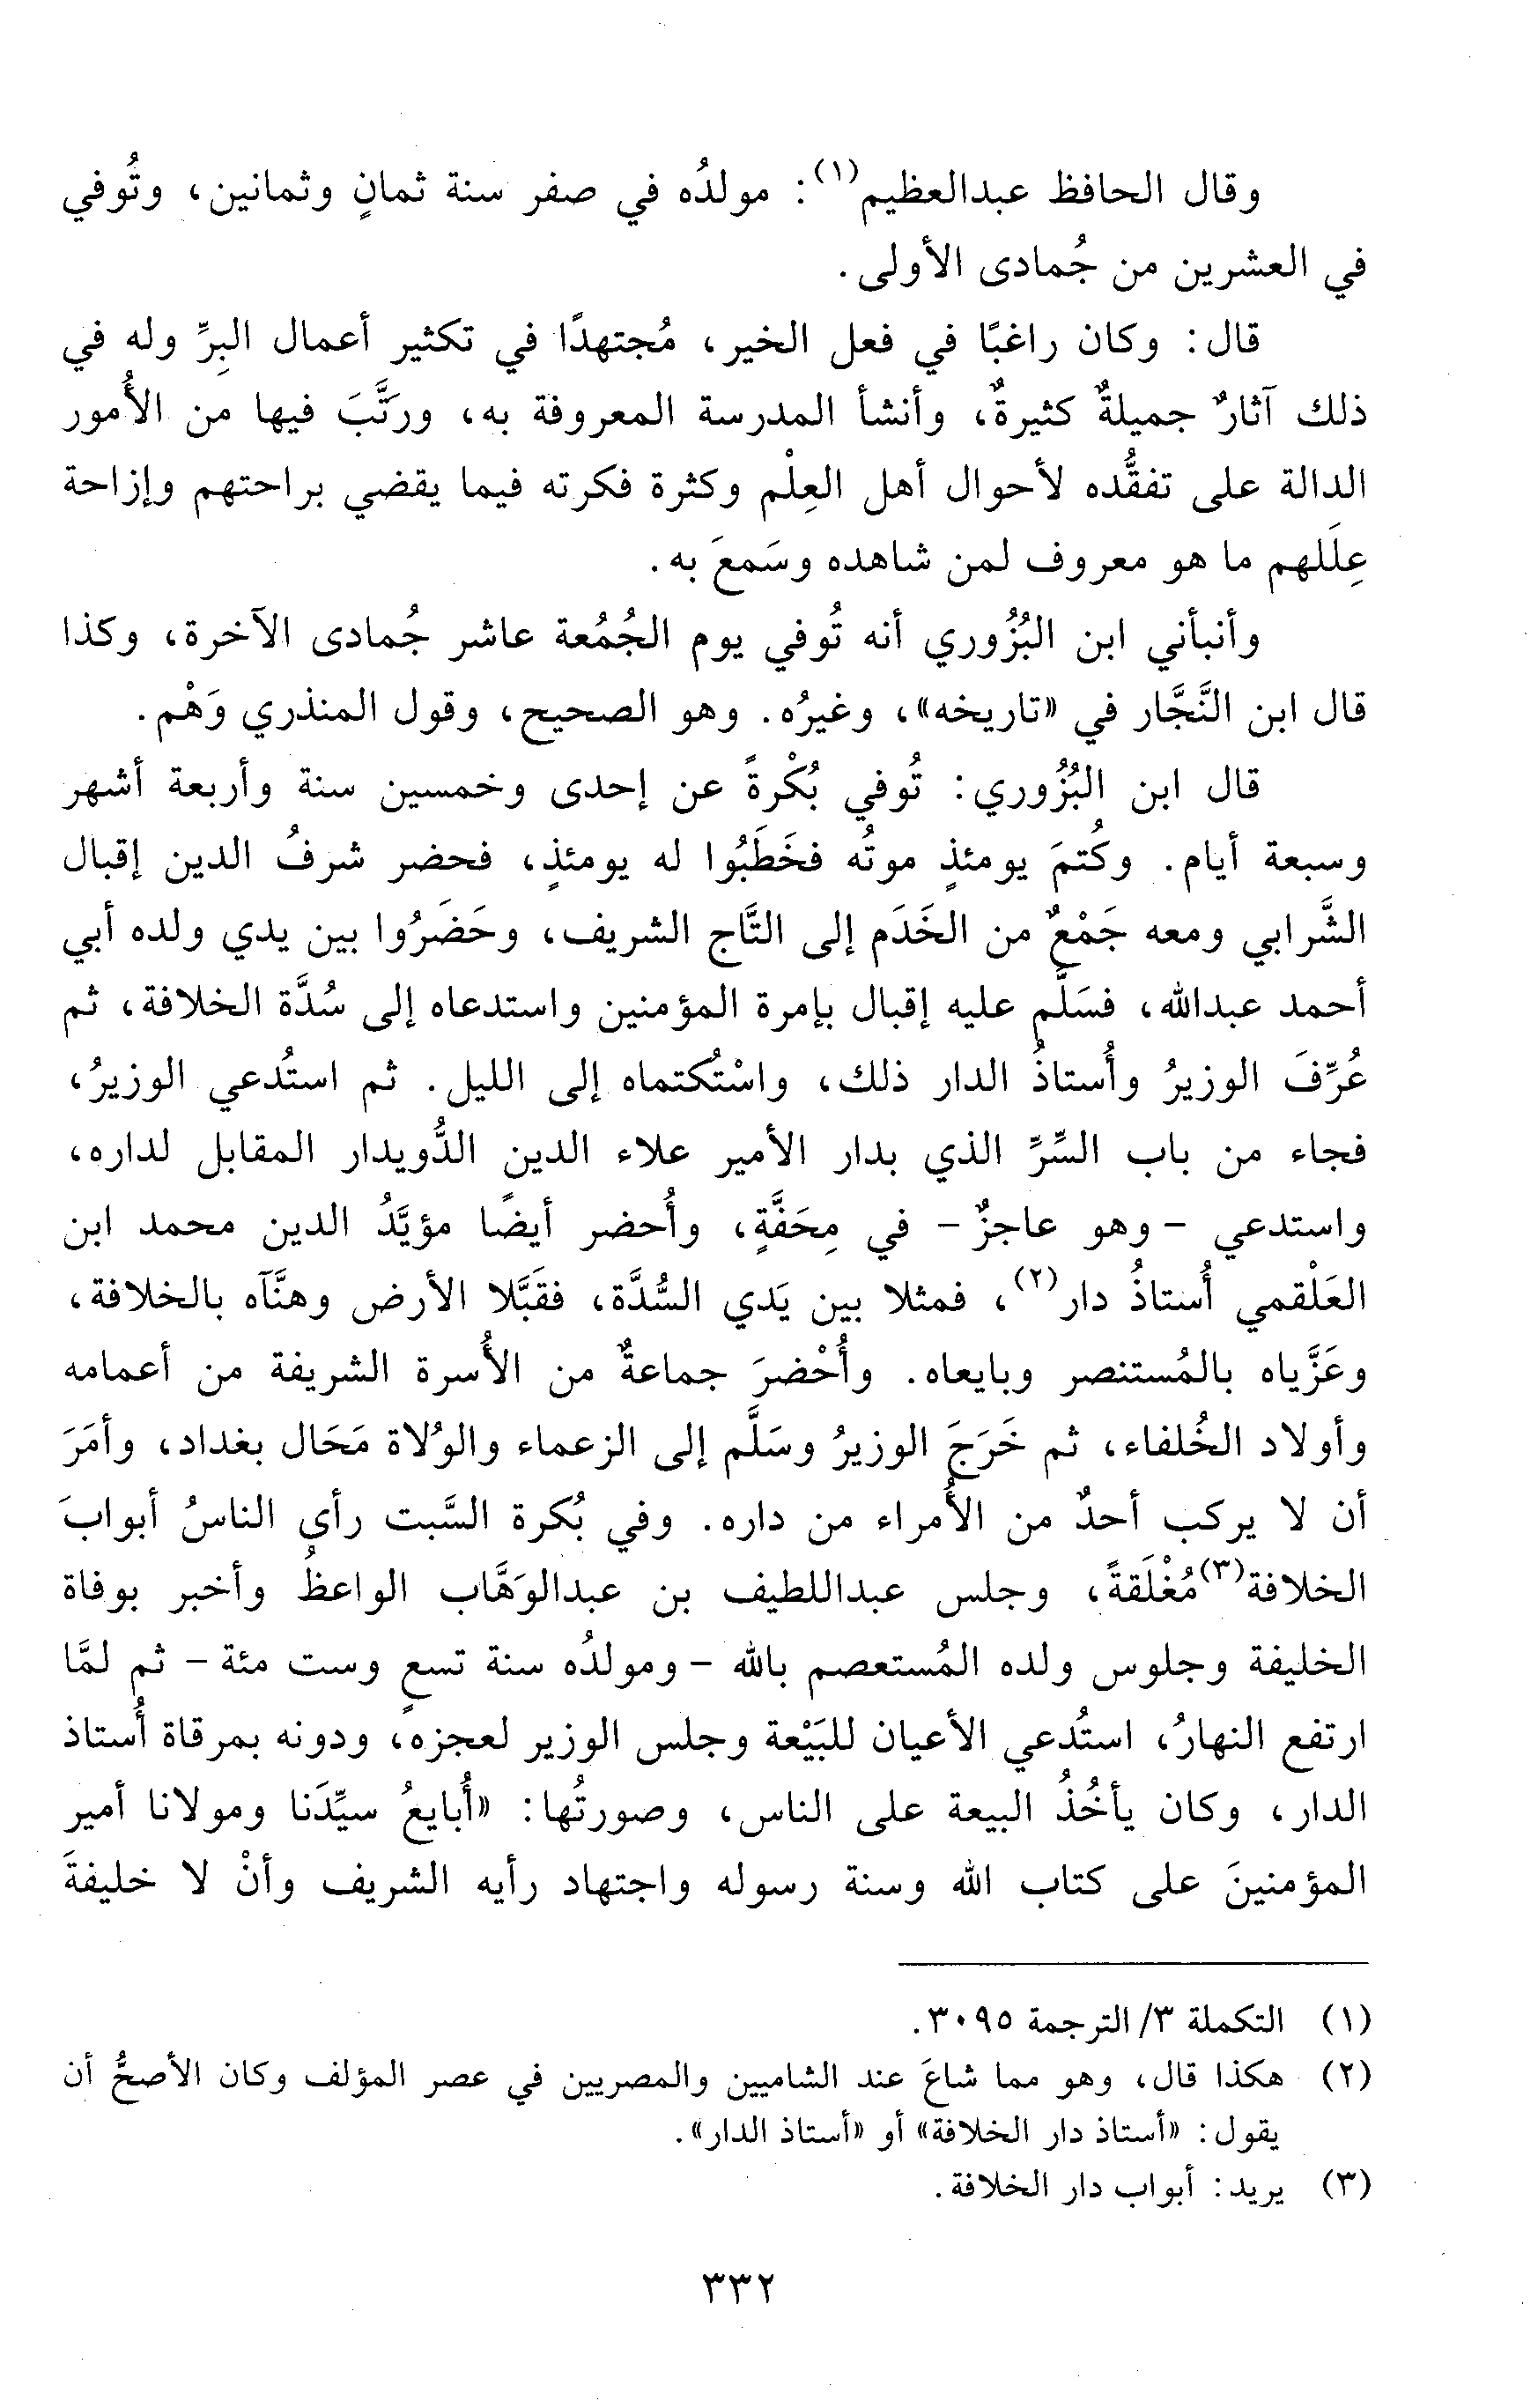 وقال الحافظ عبدالعظيم(١): مولدُه في صفر سنة ثمانٍ وثمانين، وتُوفي
في العشرين من جُمادى الأولى.
قال: وكان راغبًا في فعل الخير، مُجتهدًا في تكثير أعمال البِرِّ وله في
ذلك آثارٌ جميلةٌ كثيرةٌ، وأنشأ المدرسة المعروفة به، ورَتَّبَ فيها من الأُمور
الدالة على تفقُّده لأحوال أهل العِلْم وكثرة فكرته فيما يقضي براحتهم وإزاحة
عِلَلهم ما هو معروف لمن شاهده وسَمعَ به.
وأنبأني ابن البُزُوري أنه تُوفي يوم الجُمُعة عاشر جُمادى الآخرة، وكذا
قال ابن النَّجَّار في «تاريخه»، وغيرُه. وهو الصحيح، وقول المنذري وَهْم.
قال ابن البُزُوري: تُوفي بُكْرةً عن إحدى وخمسين سنة وأربعة أشهر
وسبعة أيام. وكُتمَ يومئذٍ موتُه فخَطَبُوا له يومئذٍ، فحضر شرفُ الدين إقبال
الشَّرابي ومعه جَمْعٌ من الخَدَم إلى التَّاج الشريف، وحَضَرُوا بين يدي ولده أبي
أحمد عبدالله، فسَلَّم عليه إقبال بإمرة المؤمنين واستدعاه إلى سُدَّة الخلافة، ثم
عُرِّفَ الوزيرُ وأُستاذُ الدار ذلك، واسْتُكتماه إلى الليل. ثم استُدعي الوزيرُ،
فجاء من باب السِّرِّ الذي بدار الأمير علاء الدين الدُّويدار المقابل لداره،
واستدعي - وهو عاجزٌ - في مِحَفَّةٍ، وأُحضر أيضًا مؤيَّدُ الدين محمد ابن
العَلْقمي أُستاذُ دار(٢)، فمثلا بين يَدي السُّدَّة، فقَبَّلا الأرض وهنَّآه بالخلافة،
وعَزَّياه بالمُستنصر وبايعاه. وأُحْضرَ جماعةٌ من الأُسرة الشريفة من أعمامه
وأولاد الخُلفاء، ثم خَرَجَ الوزيرُ وسَلَّم إلى الزعماء والوُلاة مَحَال بغداد، وأمَرَ
أن لا يركب أحدٌ من الأُمراء من داره. وفي بُكرة السَّبت رأى الناسُ أبوابَ
الخلافة(٣) مُغْلَقةً، وجلس عبداللطيف بن عبدالوَهَّاب الواعظُ وأخبر بوفاة
الخليفة وجلوس ولده المُستعصم بالله - ومولدُه سنة تسعٍ وست مئة - ثم لمَّا
ارتفع النهارُ، استُدعي الأعيان للبَيْعة وجلس الوزير لعجزه، ودونه بمرقاة أُستاذ
الدار، وكان يأخُذُ البيعة على الناس، وصورتُها: «أُبايعُ سيِّدَنا ومولانا أمير
المؤمنينَ على كتاب الله وسنة رسوله واجتهاد رأيه الشريف وأنْ لا خليفةَ
(١) التكملة ٣/ الترجمة ٣٠٩٥.
(٢) هكذا قال، وهو مما شاعَ عند الشاميين والمصريين في عصر المؤلف وكان الأصحُّ أن
يقول: «أستاذ دار الخلافة» أو «أستاذ الدار».
(٣) يريد: أبواب دار الخلافة.
٣٣٢